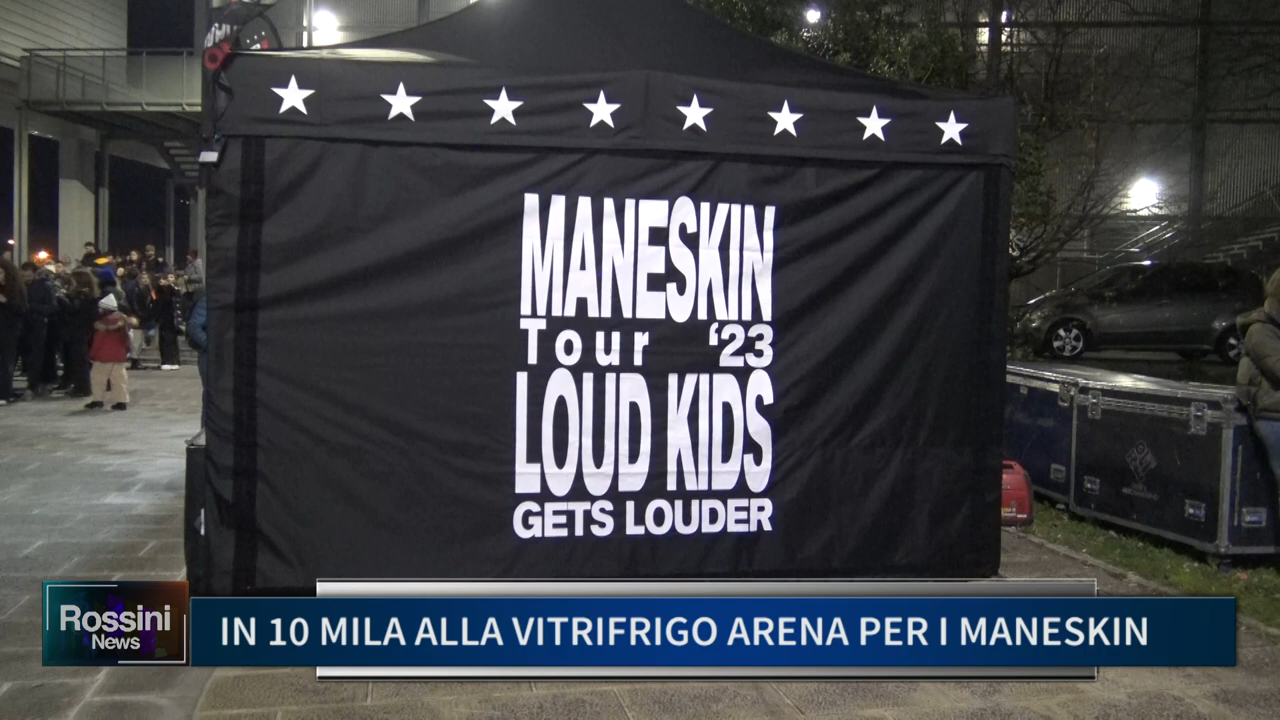 MANESKIN
Tour '23
LOUD KIDS
GETS LOUDER
Rossini
News
IN 10 MILA ALLA VITRIFRIGO ARENA PER I MANESKIN